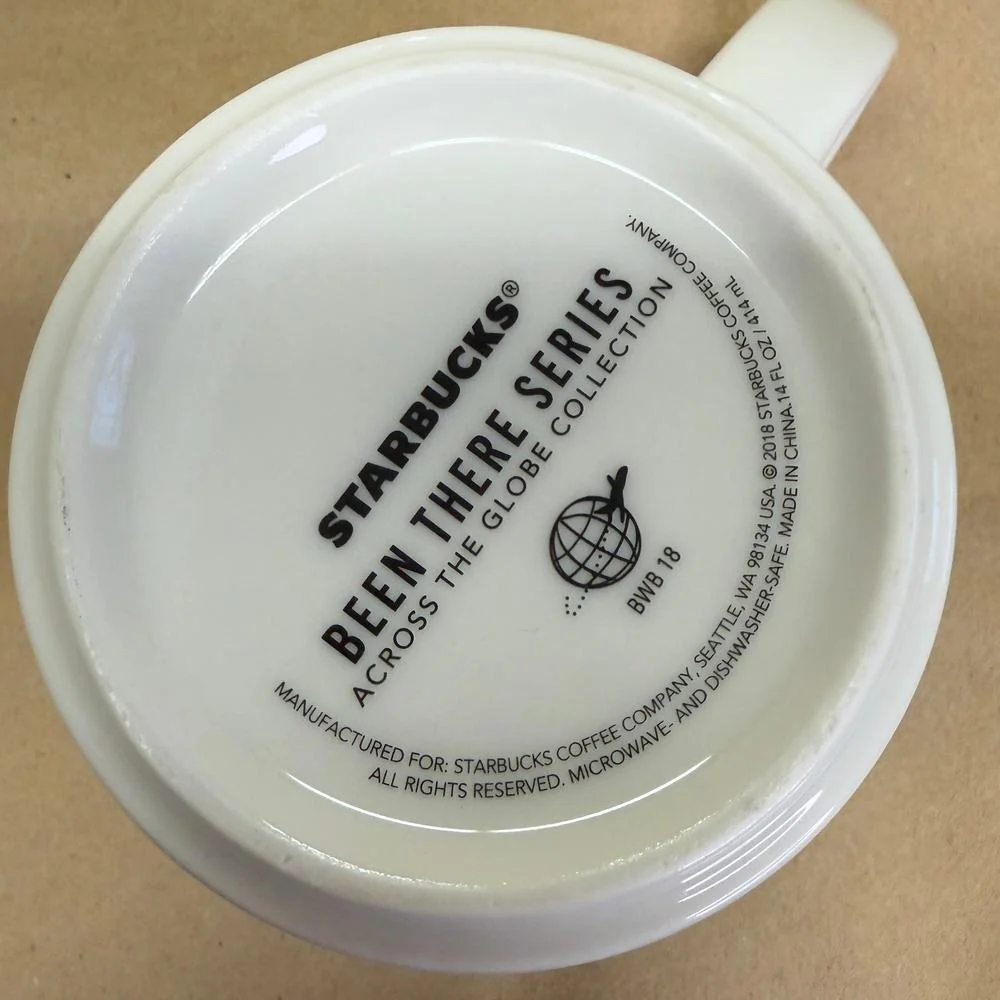 STARBUCKS®
BEEN THERE SERIES
ACROSS THE GLOBE COLLECTION
BWB 18
MANUFACTURED FOR: STARBUCKS COFFEE COMPANY, SEATTLE, WA 98134 USA. © 2018 STARBUCKS COFFEE COMPANY.
ALL RIGHTS RESERVED. MICROWAVE- AND DISHWASHER-SAFE. MADE IN CHINA.14 FL OZ / 414 mL